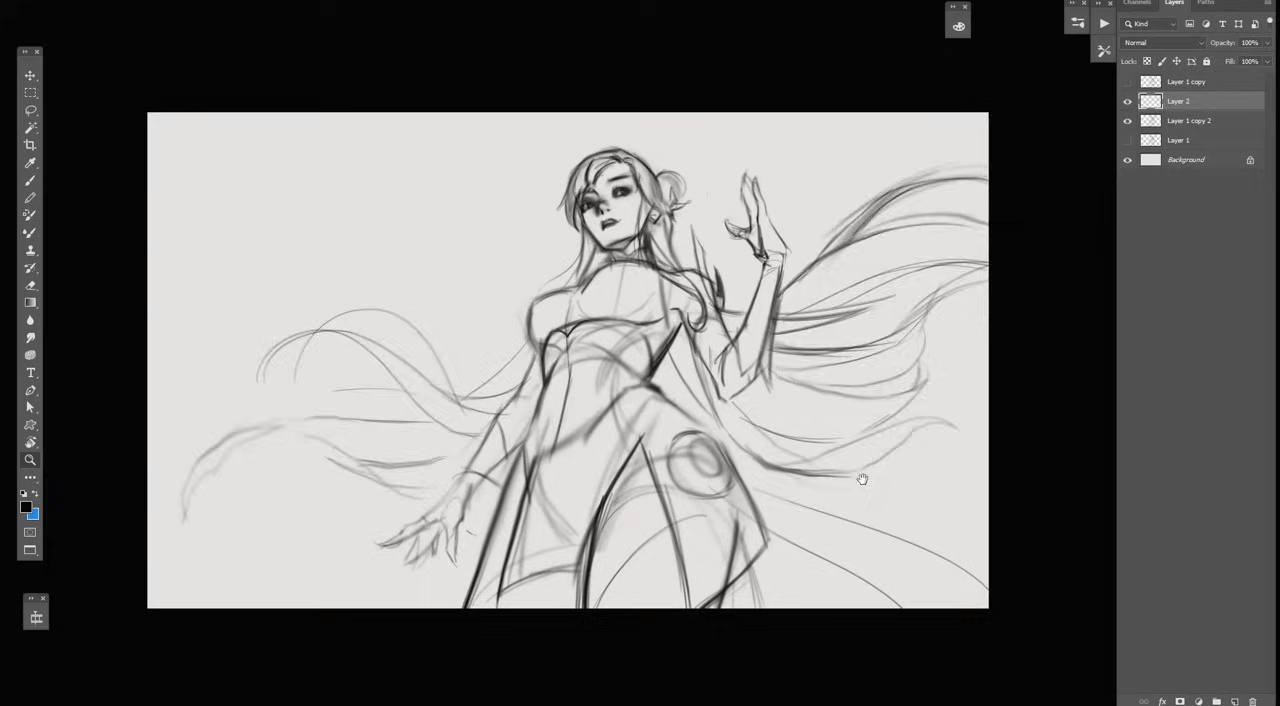 Channels Layers Paths
Kind
Normal Opacity: 100%
Lock: Fill: 100%
Layer 1 copy
Layer 2
Layer 1 copy 2
Layer 1
Background
fx